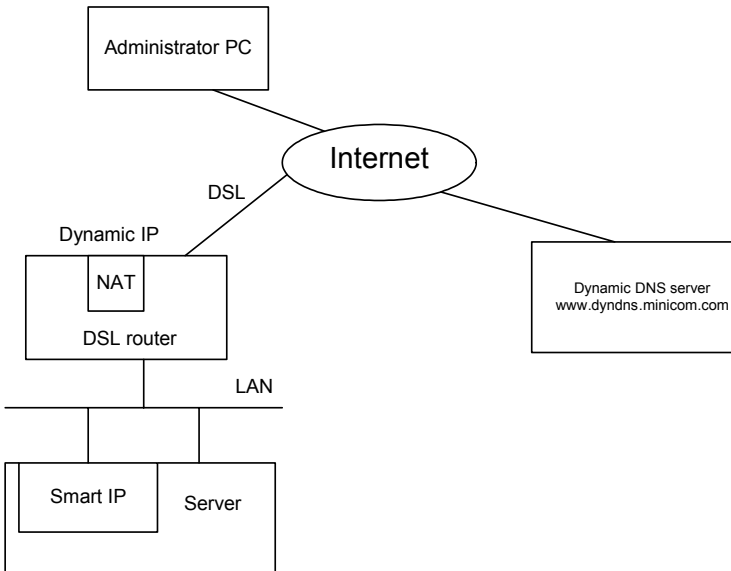 Administrator PC
Internet
DSL
Dynamic IP
NAT
DSL router
Dynamic DNS server
www.dyndns.minicom.com
LAN
Smart IP
Server